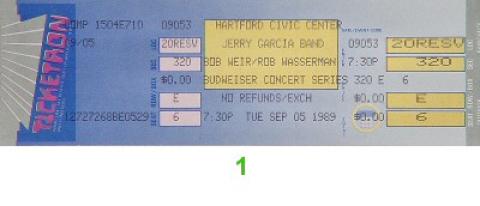 TICKETRON
COMP 1504E710 09053 HARTFORD CIVIC CENTER
9/05 20RESV JERRY GARCIA BAND 09053 20RESV
320 BOB WEIR/ROB WASSERMAN 7:30P 320
$0.00 BUDWEISER CONCERT SERIES 320 E 6
E NO REFUNDS/EXCH $0.00 E
12727268BE0529 6 7:30P TUE SEP 05 1989 $0.00 6
1